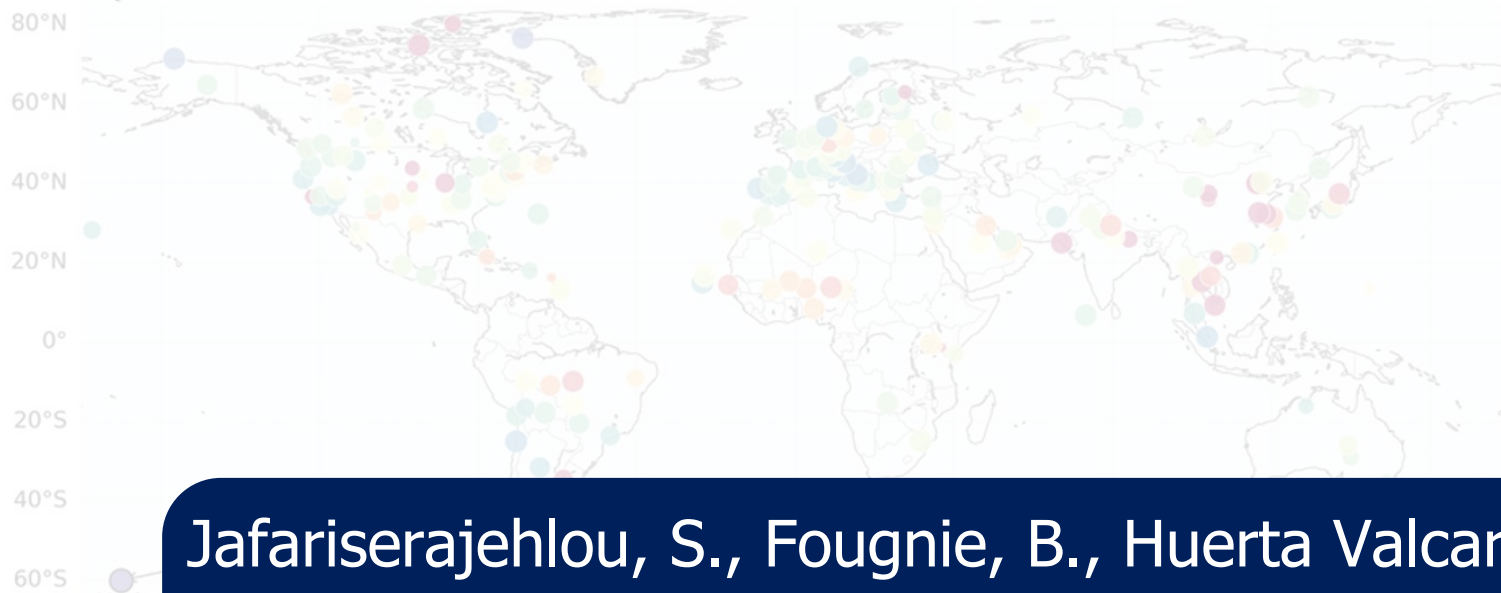 80°N
60°N
40°N
20°N
0°
20°S
40°S
60°S
Jafariserajehlou, S., Fougnie, B., Huerta Valcar